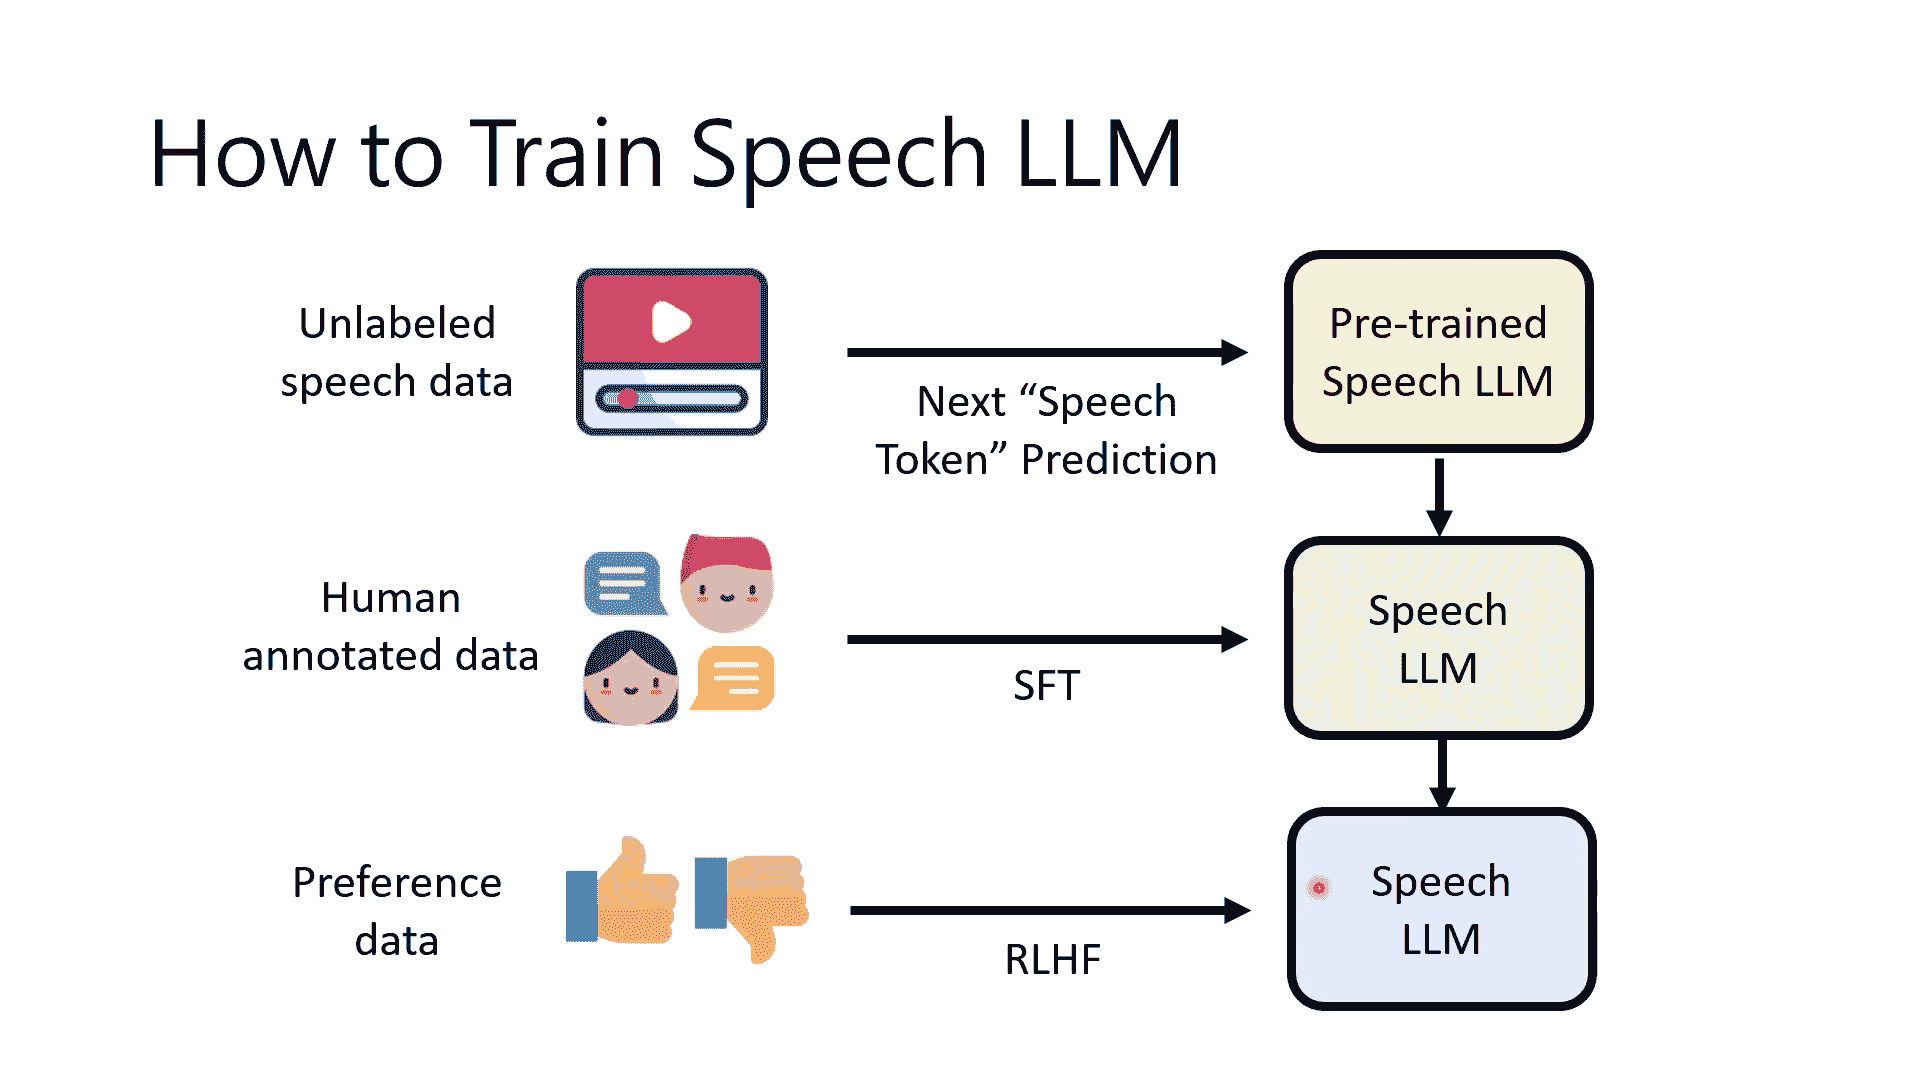 How to Train Speech LLM
Unlabeled
speech data
Next “Speech
Token” Prediction
Pre-trained
Speech LLM
Human
annotated data
SFT
Speech
LLM
Preference
data
RLHF
Speech
LLM